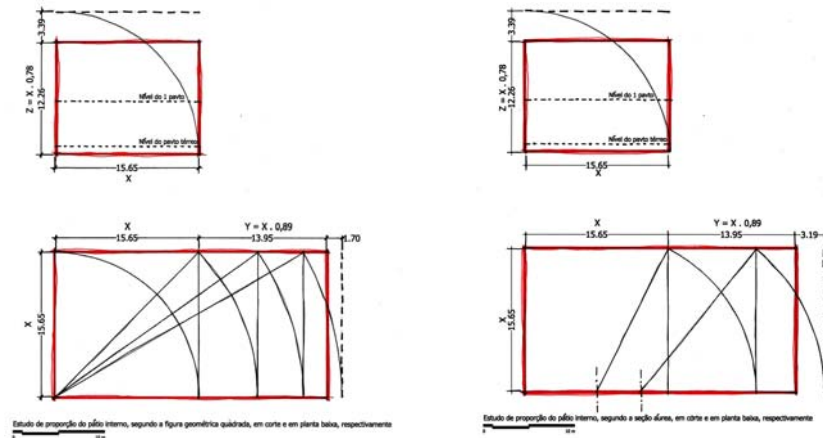 3.39
Z = X . 0,78
12.26
Nível do 1 pavto
Nível do pavto térreo
15.65
X
X
15.65
Y = X . 0,89
13.95
1.70
X
15.65
Estudo de proporção do pátio interno, segundo a figura geométrica quadrada, em corte e em planta baixa, respectivamente
0
10 m
3.39
Z = X . 0,78
12.26
Nível do 1 pavto
Nível do pavto térreo
15.65
X
X
15.65
Y = X . 0,89
13.95
3.19
X
15.65
Estudo de proporção do pátio interno, segundo a seção áurea, em corte e em planta baixa, respectivamente
0
10 m